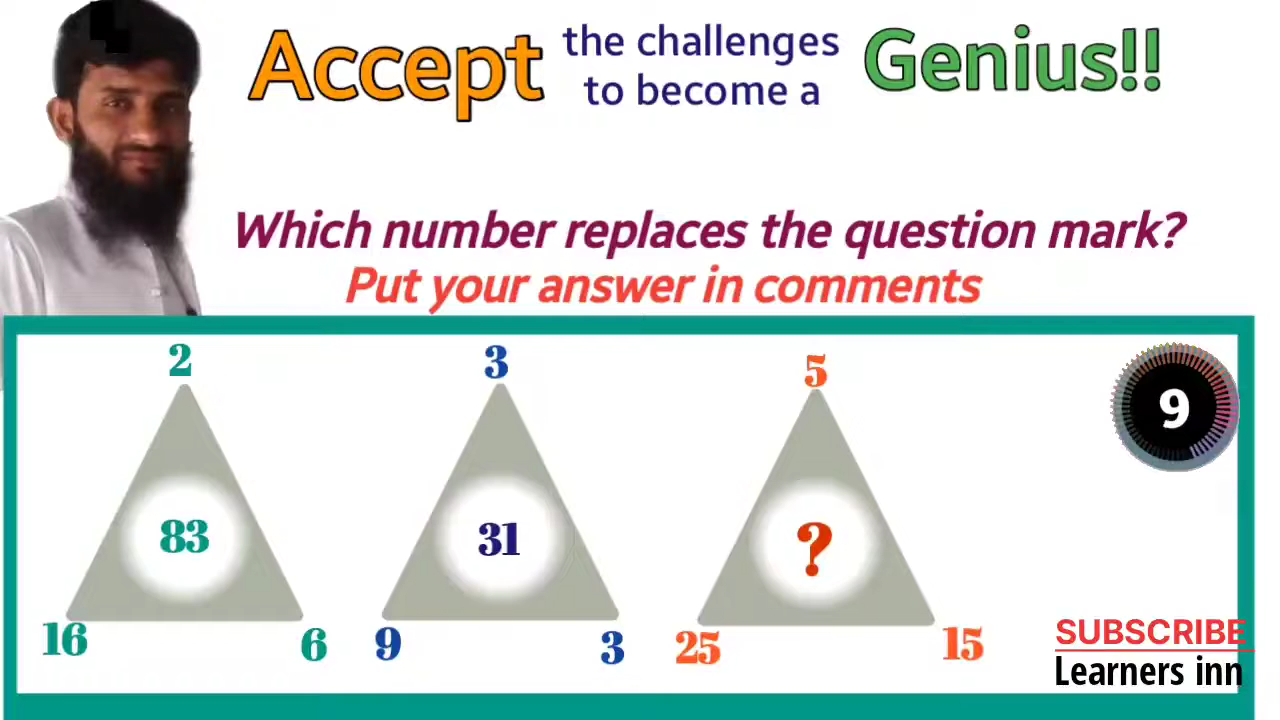 Accept the challenges to become a Genius!!
Which number replaces the question mark?
Put your answer in comments
2
3
5
9
83
31
?
16
6
9
3
25
15
SUBSCRIBE
Learners inn